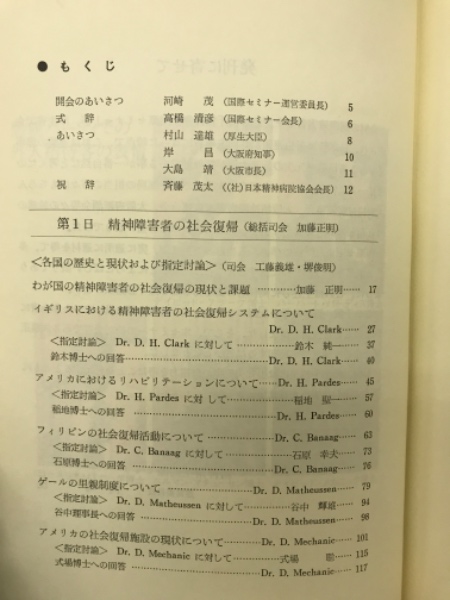 ● もくじ
開会のあいさつ 河崎 茂 (国際セミナー運営委員長) 5
式辞 高橋 清彦 (国際セミナー会長) 6
あいさつ 村山 達雄 (厚生大臣) 8
岸 昌 (大阪府知事) 10
大島 靖 (大阪市長) 11
祝辞 斉藤 茂太 ((社)日本精神病院協会会長) 12
第1日 精神障害者の社会復帰 (総括司会 加藤正明)
<各国の歴史と現状および指定討論> (司会 工藤義雄・堺俊明)
わが国の精神障害者の社会復帰の現状と課題……加藤 正明… 17
イギリスにおける精神障害者の社会復帰システムについて
Dr. D. H. Clark…… 27
<指定討論> Dr. D. H. Clark に対して……鈴木 純一… 37
鈴木博士への回答……Dr. D. H. Clark…… 40
アメリカにおけるリハビリテーションについて……Dr. H. Pardes…… 45
<指定討論> Dr. H. Pardes に対して……稲地 … 57
稲地博士への回答……Dr. H. Pardes…… 60
フィリピンの社会復帰活動について……Dr. C. Banaag…… 63
<指定討論> Dr. C. Banaag に対して……石原 幸夫… 73
石原博士への回答……Dr. C. Banaag…… 76
ゲールの里親制度について……Dr. D. Matheussen…… 79
<指定討論> Dr. D. Matheussen に対して……谷中 輝雄… 94
谷中理事長への回答……Dr. D. Matheussen…… 98
アメリカの社会復帰施設の現状について……Dr. D. Mechanic…… 101
<指定討論> Dr. D. Mechanic に対して……式場 聰… 115
式場博士への回答……Dr. D. Mechanic…… 117